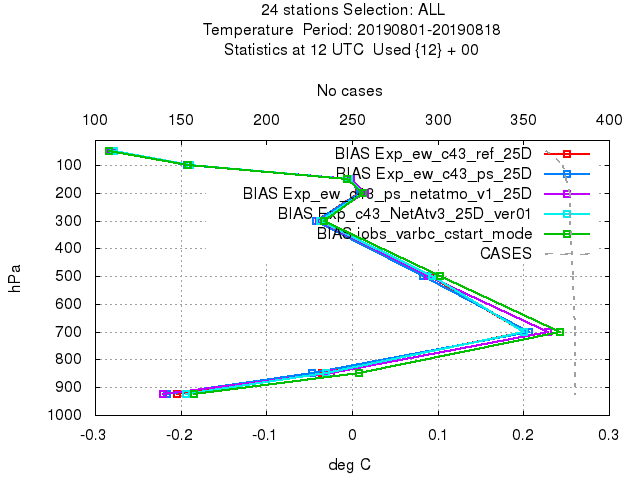 24 stations Selection: ALL
Temperature  Period: 20190801-20190818
Statistics at 12 UTC  Used {12} + 00
No cases
100 150 200 250 300 350 400
BIAS Exp_ew_c43_ref_25D
BIAS Exp_ew_c43_ps_25D
BIAS Exp_ew_c43_ps_netatmo_v1_25D
BIAS Exp_c43_NetAtv3_25D_ver01
BIAS iobs_varbc_cstart_mode
CASES
100
200
300
400
500
600
700
800
900
1000
hPa
-0.3 -0.2 -0.1 0 0.1 0.2 0.3
deg C